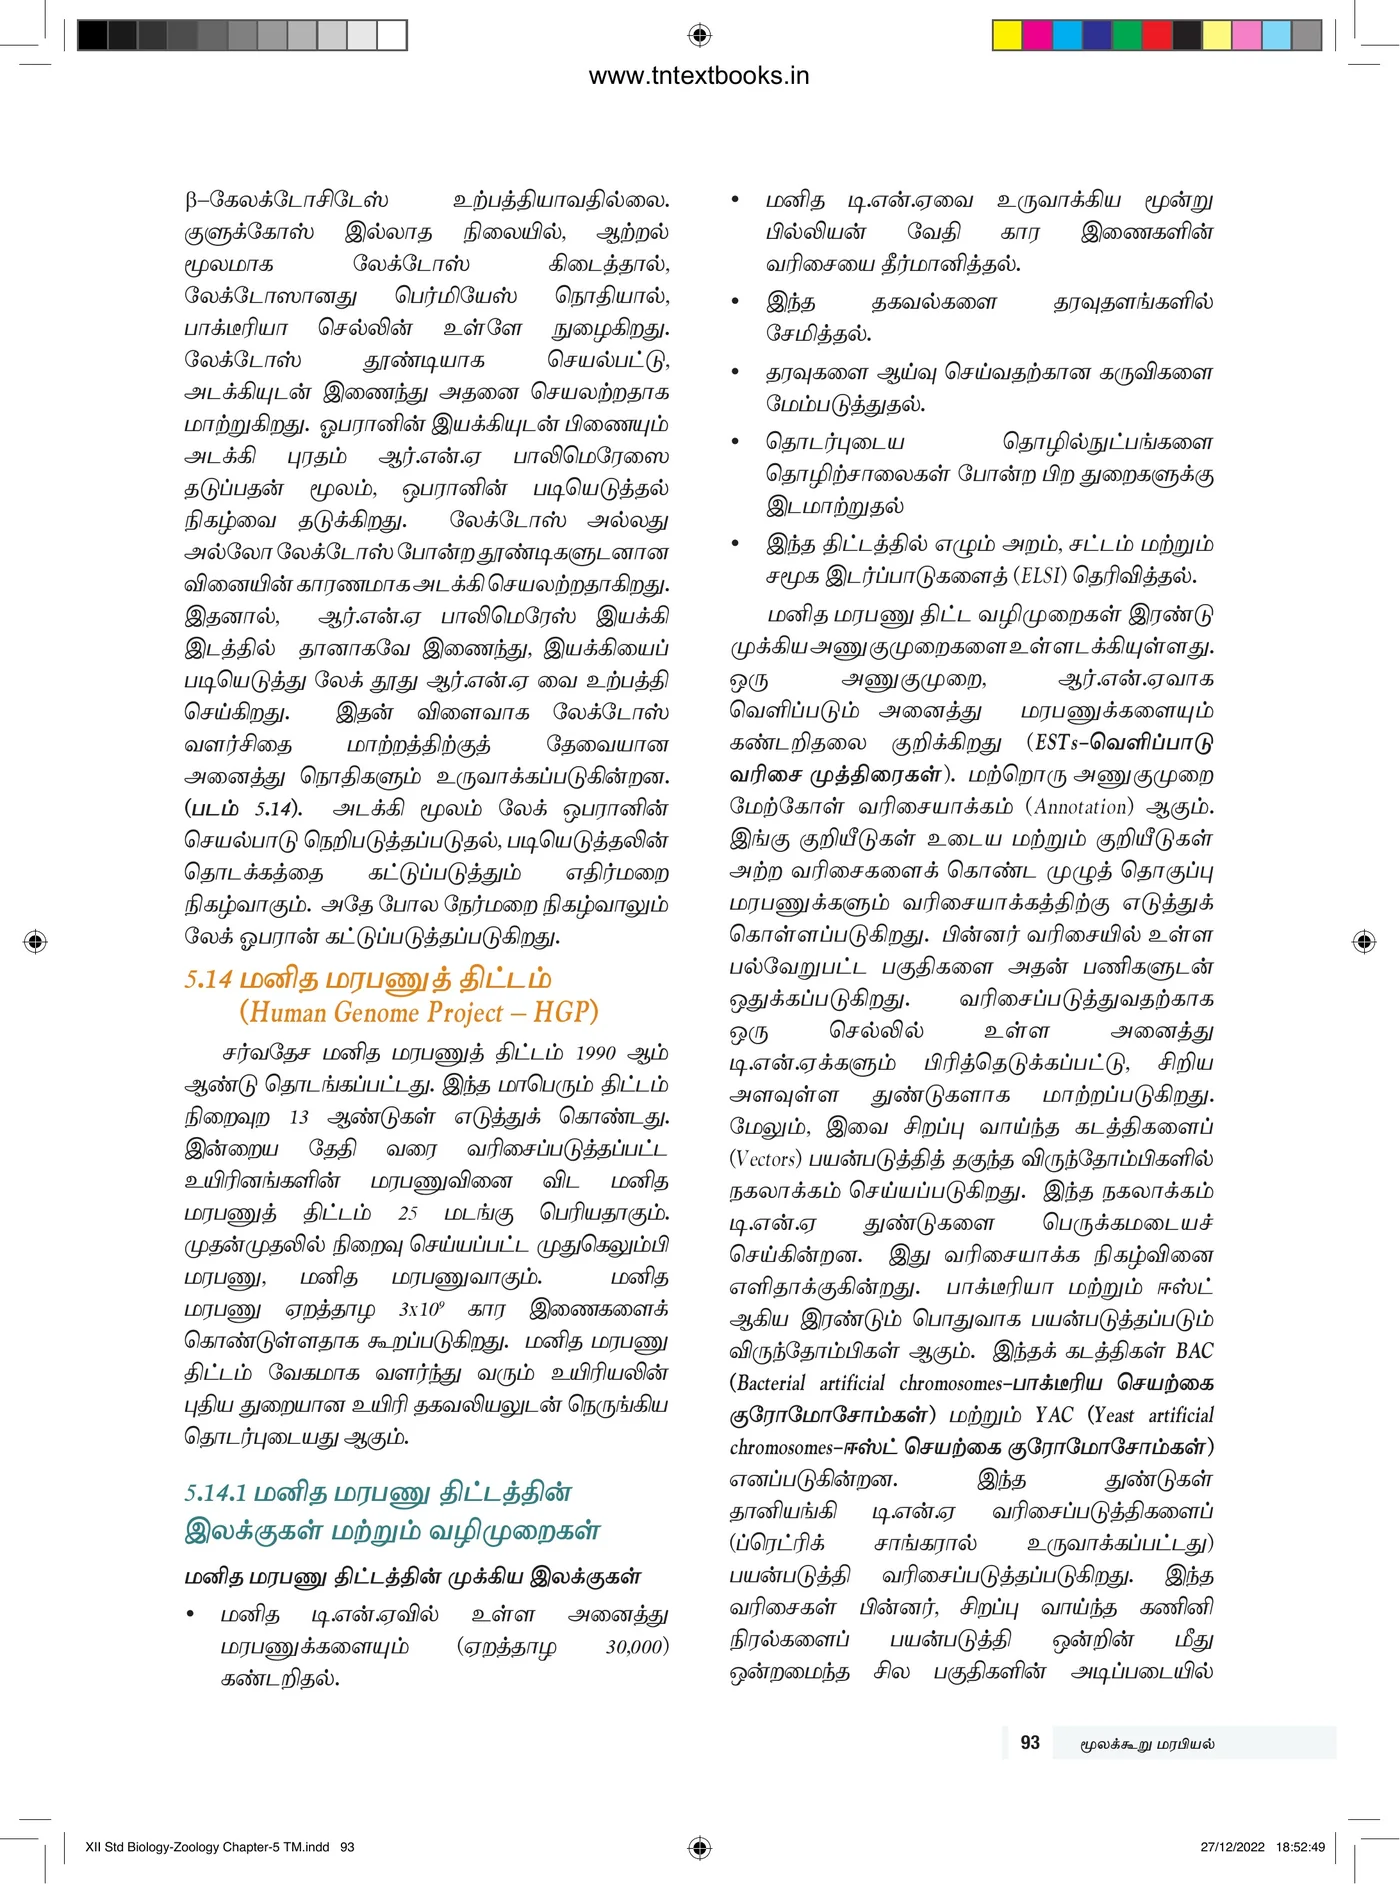 www.tntextbooks.in
β–கேலக்டோசிடேஸ் உற்பத்தியாவதில்லை.
குளுக்கோஸ் இல்லாத நிலையில், ஆற்றல்
மூலமாக லேக்டோஸ் கிடைத்தால்,
லேக்டோஸானது பெர்மியேஸ் நொதியால்,
பாக்டீரியா செல்லின் உள்ளே நுழைகிறது.
லேக்டோஸ் தூண்டியாக செயல்பட்டு,
அடக்கியுடன் இணைந்து அதனை செயலற்றதாக
மாற்றுகிறது. ஓபரானின் இயக்கியுடன் பிணையும்
அடக்கி புரதம் ஆர்.என்.ஏ பாலிமெரேஸை
தடுப்பதன் மூலம், ஒபரானின் படியெடுத்தல்
நிகழ்வை தடுக்கிறது. லேக்டோஸ் அல்லது
அல்லோ லேக்டோஸ் போன்ற தூண்டிகளுடனான
வினையின் காரணமாக அடக்கி செயலற்றதாகிறது.
இதனால், ஆர்.என்.ஏ பாலிமெரேஸ் இயக்கி
இடத்தில் தானாகவே இணைந்து, இயக்கியைப்
படியெடுத்து லேக் தூது ஆர்.என்.ஏ வை உற்பத்தி
செய்கிறது. இதன் விளைவாக லேக்டோஸ்
வளர்சிதை மாற்றத்திற்குத் தேவையான
அனைத்து நொதிகளும் உருவாக்கப்படுகின்றன.
(படம் 5.14). அடக்கி மூலம் லேக் ஒபரானின்
செயல்பாடு நெறிபடுத்தப்படுதல், படியெடுத்தலின்
தொடக்கத்தை கட்டுப்படுத்தும் எதிர்மறை
நிகழ்வாகும். அதே போல நேர்மறை நிகழ்வாலும்
லேக் ஓபரான் கட்டுப்படுத்தப்படுகிறது.
5.14 மனித மரபணுத் திட்டம்
(Human Genome Project – HGP)
சர்வதேச மனித மரபணுத் திட்டம் 1990 ஆம்
ஆண்டு தொடங்கப்பட்டது. இந்த மாபெரும் திட்டம்
நிறைவுற 13 ஆண்டுகள் எடுத்துக் கொண்டது.
இன்றைய தேதி வரை வரிசைப்படுத்தப்பட்ட
உயிரினங்களின் மரபணுவினை விட மனித
மரபணுத் திட்டம் 25 மடங்கு பெரியதாகும்.
முதன்முதலில் நிறைவு செய்யப்பட்ட முதுகெலும்பி
மரபணு, மனித மரபணுவாகும். மனித
மரபணு ஏறத்தாழ 3x10⁹ கார இணைகளைக்
கொண்டுள்ளதாக கூறப்படுகிறது. மனித மரபணு
திட்டம் வேகமாக வளர்ந்து வரும் உயிரியலின்
புதிய துறையான உயிரி தகவலியலுடன் நெருங்கிய
தொடர்புடையது ஆகும்.
5.14.1 மனித மரபணு திட்டத்தின்
இலக்குகள் மற்றும் வழிமுறைகள்
மனித மரபணு திட்டத்தின் முக்கிய இலக்குகள்
• மனித டி.என்.ஏவில் உள்ள அனைத்து
மரபணுக்களையும் (ஏறத்தாழ 30,000)
கண்டறிதல்.
• மனித டி.என்.ஏவை உருவாக்கிய மூன்று
பில்லியன் வேதி கார இணைகளின்
வரிசையை தீர்மானித்தல்.
• இந்த தகவல்களை தரவுதளங்களில்
சேமித்தல்.
• தரவுகளை ஆய்வு செய்வதற்கான கருவிகளை
மேம்படுத்துதல்.
• தொடர்புடைய தொழில்நுட்பங்களை
தொழிற்சாலைகள் போன்ற பிற துறைகளுக்கு
இடமாற்றுதல்
• இந்த திட்டத்தில் எழும் அறம், சட்டம் மற்றும்
சமூக இடர்ப்பாடுகளைத் (ELSI) தெரிவித்தல்.
மனித மரபணு திட்ட வழிமுறைகள் இரண்டு
முக்கிய அணுகுமுறைகளை உள்ளடக்கியுள்ளது.
ஒரு அணுகுமுறை, ஆர்.என்.ஏவாக
வெளிப்படும் அனைத்து மரபணுக்களையும்
கண்டறிதலை குறிக்கிறது (ESTs–வெளிப்பாடு
வரிசை முத்திரைகள்). மற்றொரு அணுகுமுறை
மேற்கோள் வரிசையாக்கம் (Annotation) ஆகும்.
இங்கு குறியீடுகள் உடைய மற்றும் குறியீடுகள்
அற்ற வரிசைகளைக் கொண்ட முழுத் தொகுப்பு
மரபணுக்களும் வரிசையாக்கத்திற்கு எடுத்துக்
கொள்ளப்படுகிறது. பின்னர் வரிசையில் உள்ள
பல்வேறுபட்ட பகுதிகளை அதன் பணிகளுடன்
ஒதுக்கப்படுகிறது. வரிசைப்படுத்துவதற்காக
ஒரு செல்லில் உள்ள அனைத்து
டி.என்.ஏக்களும் பிரித்தெடுக்கப்பட்டு, சிறிய
அளவுள்ள துண்டுகளாக மாற்றப்படுகிறது.
மேலும், இவை சிறப்பு வாய்ந்த கடத்திகளைப்
(Vectors) பயன்படுத்தித் தகுந்த விருந்தோம்பிகளில்
நகலாக்கம் செய்யப்படுகிறது. இந்த நகலாக்கம்
டி.என்.ஏ துண்டுகளை பெருக்கமடையச்
செய்கின்றன. இது வரிசையாக்க நிகழ்வினை
எளிதாக்குகின்றது. பாக்டீரியா மற்றும் ஈஸ்ட்
ஆகிய இரண்டும் பொதுவாக பயன்படுத்தப்படும்
விருந்தோம்பிகள் ஆகும். இந்தக் கடத்திகள் BAC
(Bacterial artificial chromosomes–பாக்டீரிய செயற்கை
குரோமோசோம்கள்) மற்றும் YAC (Yeast artificial
chromosomes–ஈஸ்ட் செயற்கை குரோமோசோம்கள்)
எனப்படுகின்றன. இந்த துண்டுகள்
தானியங்கி டி.என்.ஏ வரிசைப்படுத்திகளைப்
(ப்ரெட்ரிக் சாங்கரால் உருவாக்கப்பட்டது)
பயன்படுத்தி வரிசைப்படுத்தப்படுகிறது. இந்த
வரிசைகள் பின்னர், சிறப்பு வாய்ந்த கணினி
நிரல்களைப் பயன்படுத்தி ஒன்றின் மீது
ஒன்றமைந்த சில பகுதிகளின் அடிப்படையில்
93 மூலக்கூறு மரபியல்
XII Std Biology-Zoology Chapter-5 TM.indd 93
27/12/2022 18:52:49